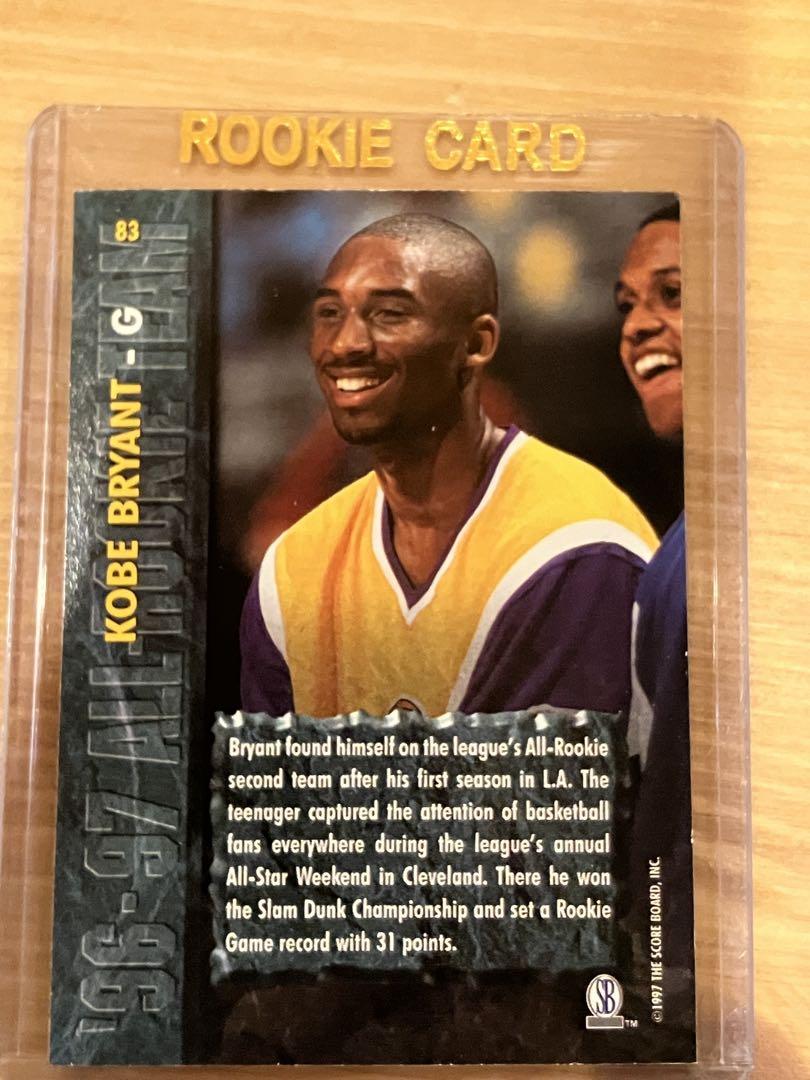 ROOKIE CARD
83
KOBE BRYANT - G
'96-97 ALL-ROOKIE TEAM
Bryant found himself on the league's All-Rookie
second team after his first season in L.A. The
teenager captured the attention of basketball
fans everywhere during the league's annual
All-Star Weekend in Cleveland. There he won
the Slam Dunk Championship and set a Rookie
Game record with 31 points.
©1997 THE SCORE BOARD, INC.
SB
TM